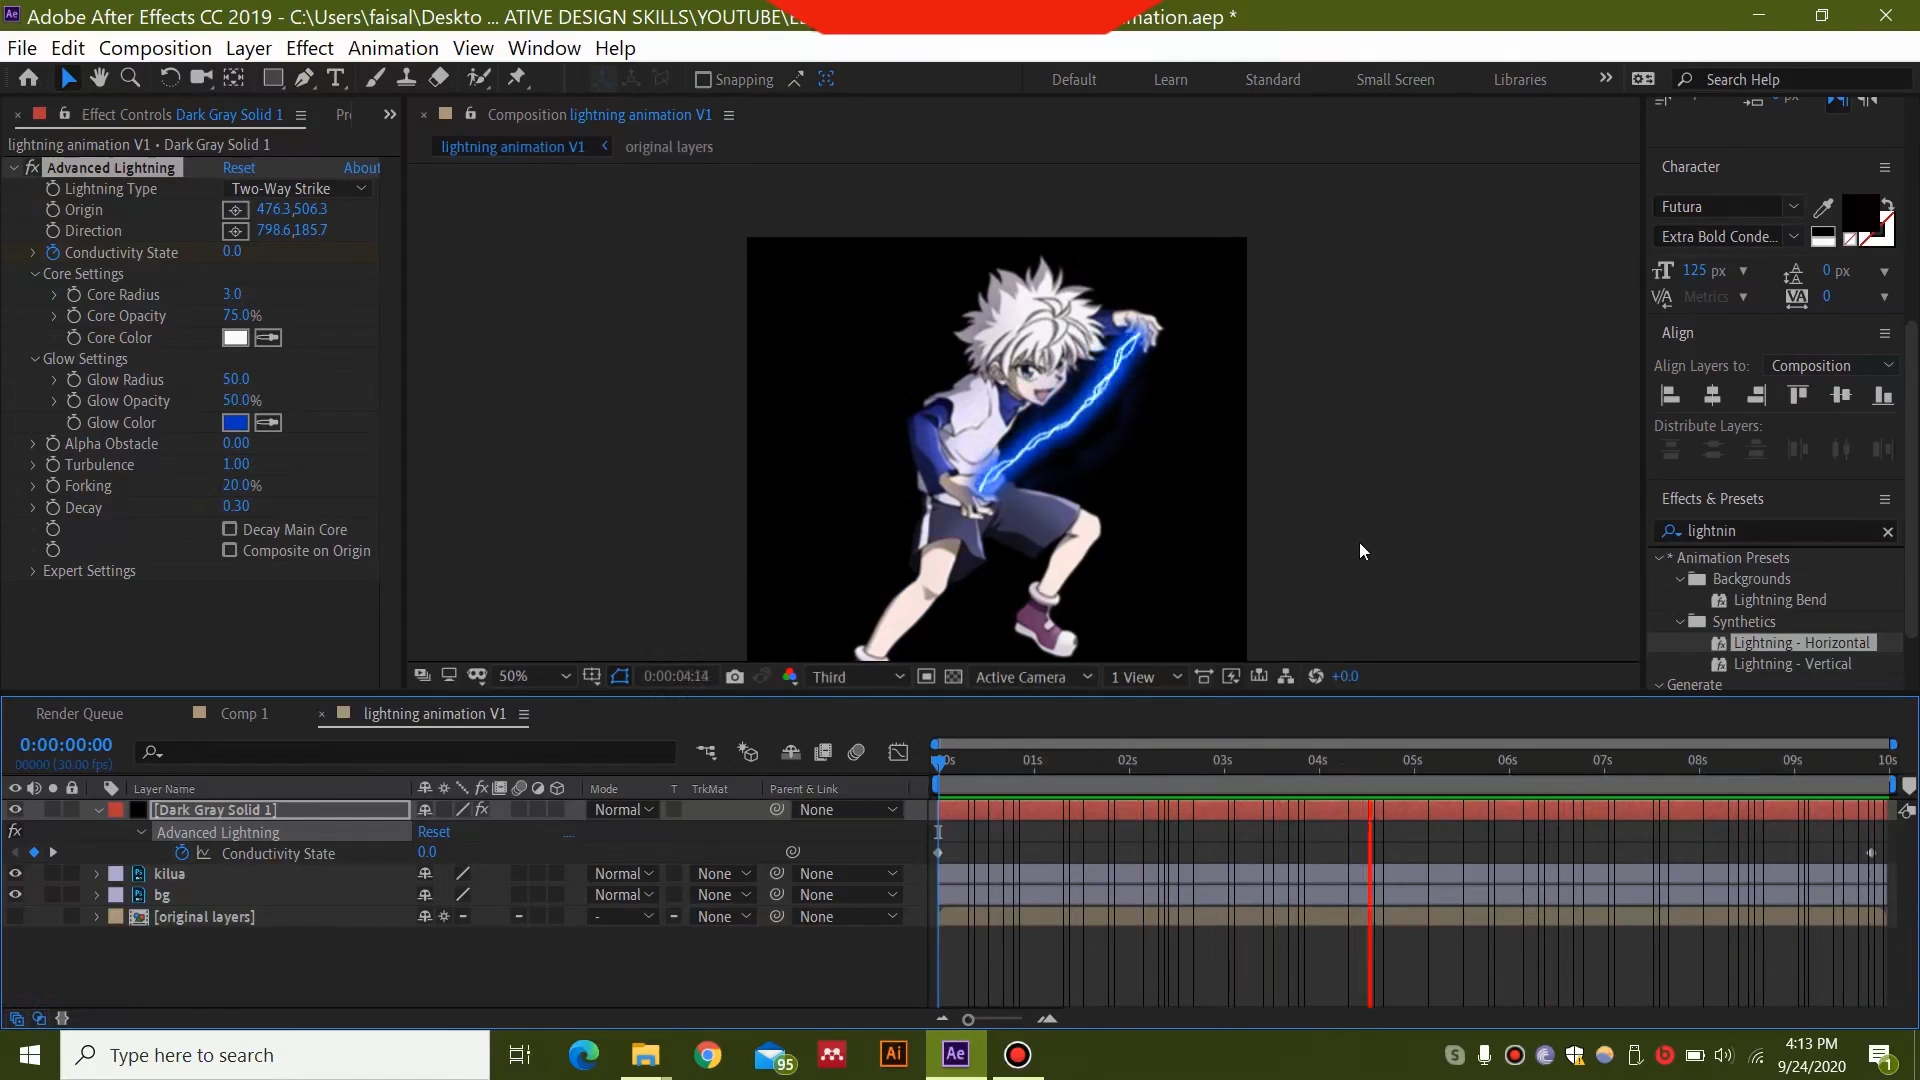 Adobe After Effects CC 2019 - C:\Users\faisal\Deskto ... ATIVE DESIGN SKILLS\YOUTUBE\
.aep *
File Edit Composition Layer Effect Animation View Window Help
Snapping
Default Learn Standard Small Screen Libraries
Search Help
Effect Controls Dark Gray Solid 1
Composition lightning animation V1
lightning animation V1 • Dark Gray Solid 1
lightning animation V1 original layers
Advanced Lightning Reset About
Lightning Type Two-Way Strike
Origin 476.3,506.3
Direction 798.6,185.7
Conductivity State 0.0
Core Settings
Core Radius 3.0
Core Opacity 75.0%
Core Color
Glow Settings
Glow Radius 50.0
Glow Opacity 50.0%
Glow Color
Alpha Obstacle 0.00
Turbulence 1.00
Forking 20.0%
Decay 0.30
Decay Main Core
Composite on Origin
Expert Settings
50% 0:00:04:14 Third Active Camera 1 View +0.0
Character
Futura
Extra Bold Conde...
125 px 0 px
Metrics 0
Align
Align Layers to: Composition
Distribute Layers:
Effects & Presets
lightnin
* Animation Presets
Backgrounds
Lightning Bend
Synthetics
Lightning - Horizontal
Lightning - Vertical
Generate
Render Queue Comp 1 lightning animation V1
0:00:00:00
00000 (30.00 fps)
01s 02s 03s 04s 05s 06s 07s 08s 09s 10s
Layer Name Mode T TrkMat Parent & Link
[Dark Gray Solid 1] Normal None
Advanced Lightning Reset ....
Conductivity State 0.0
kilua Normal None None
bg Normal None None
[original layers] - None None
Type here to search
95
Ai
Ae
4:13 PM
9/24/2020
1